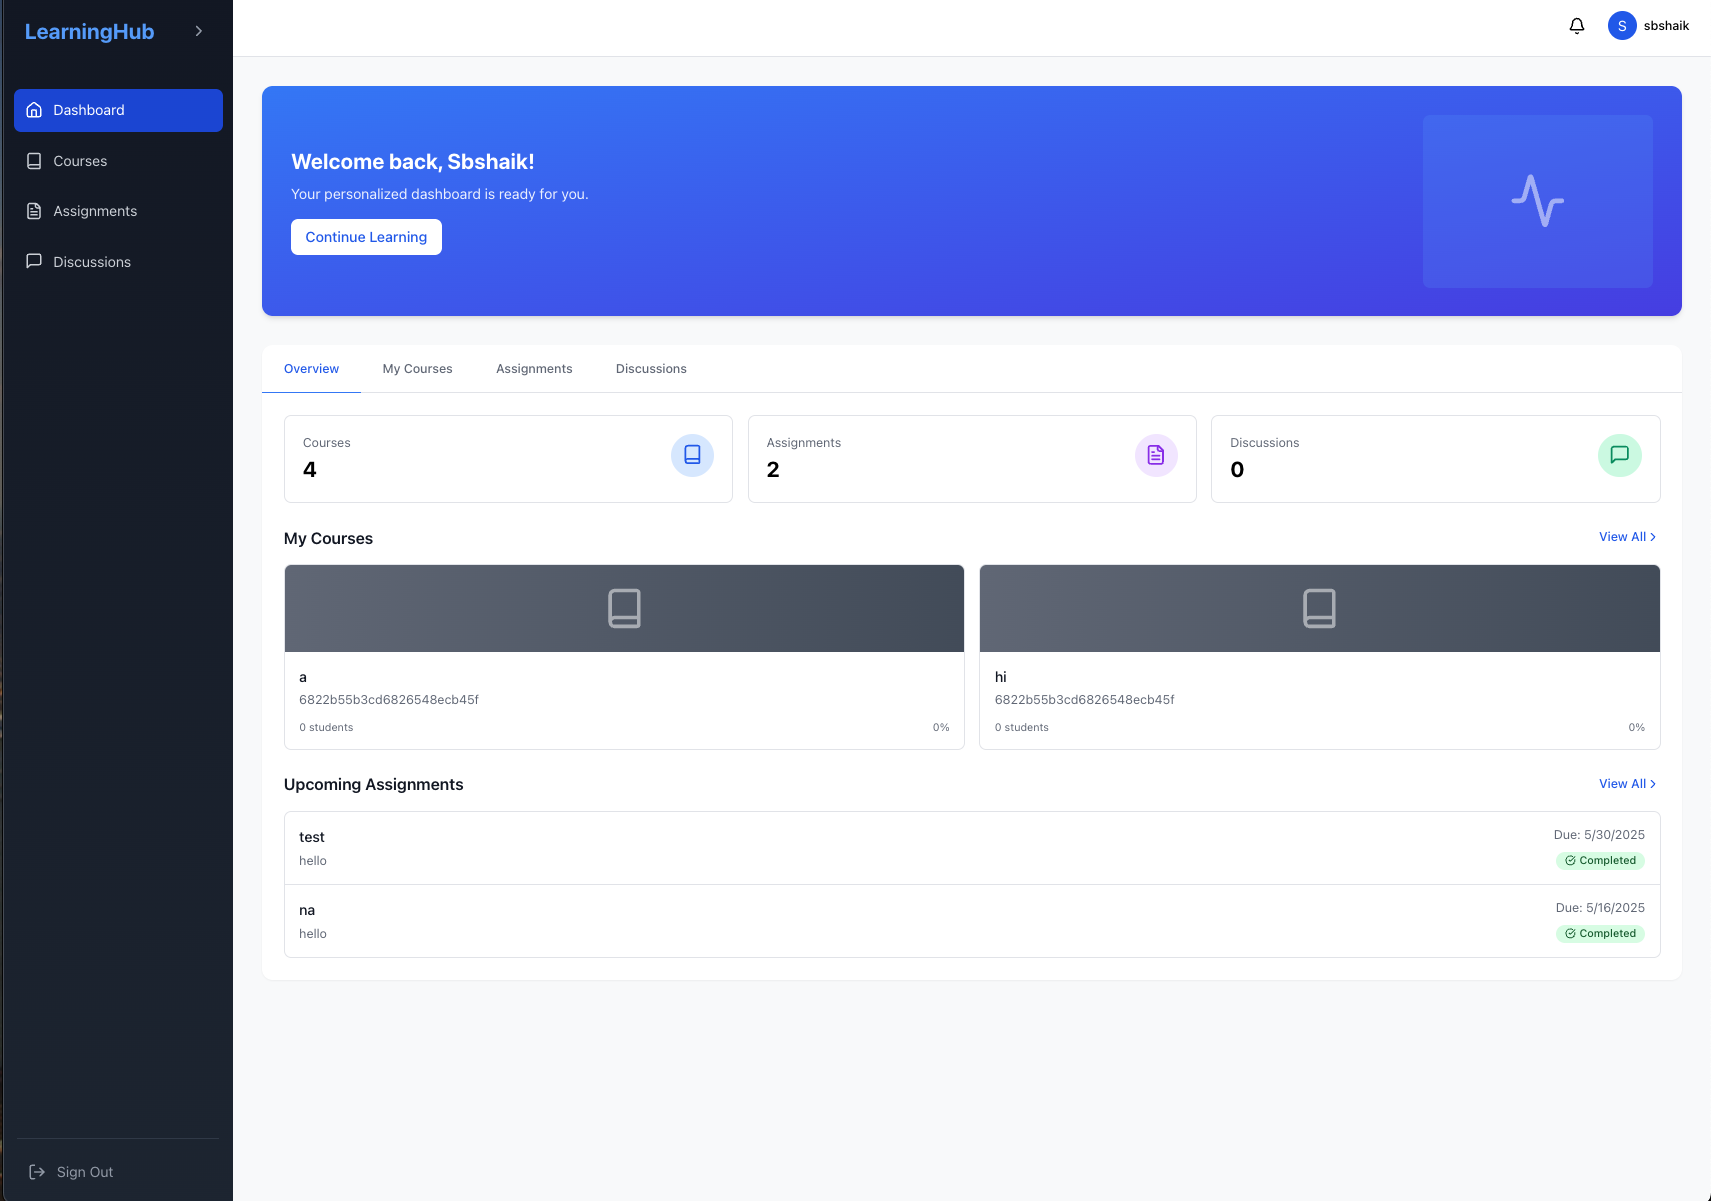 LearningHub
Dashboard
Courses
Assignments
Discussions
Sign Out
S
sbshaik
Welcome back, Sbshaik!
Your personalized dashboard is ready for you.
Continue Learning
Overview
My Courses
Assignments
Discussions
Courses
4
Assignments
2
Discussions
0
My Courses
View All
a
6822b55b3cd6826548ecb45f
0 students
0%
hi
6822b55b3cd6826548ecb45f
0 students
0%
Upcoming Assignments
View All
test
Due: 5/30/2025
hello
Completed
na
Due: 5/16/2025
hello
Completed